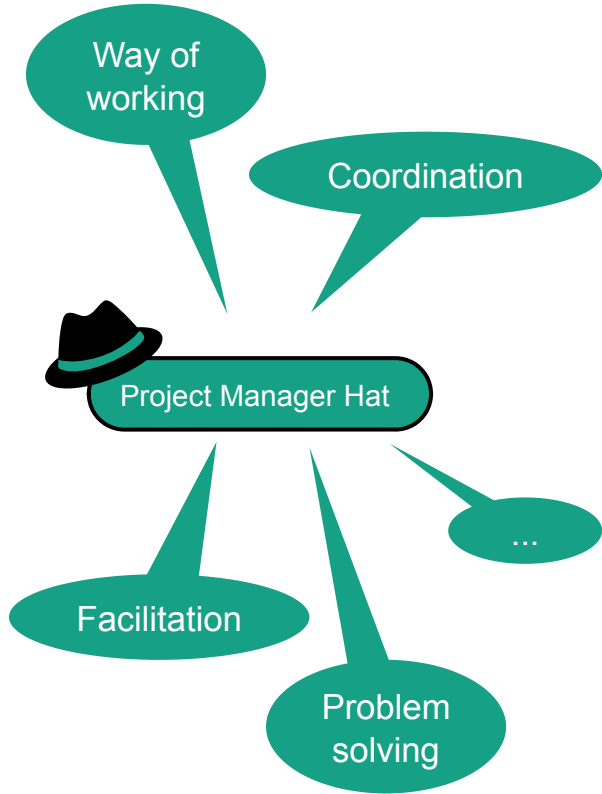 Way of
working
Coordination
Project Manager Hat
...
Facilitation
Problem
solving